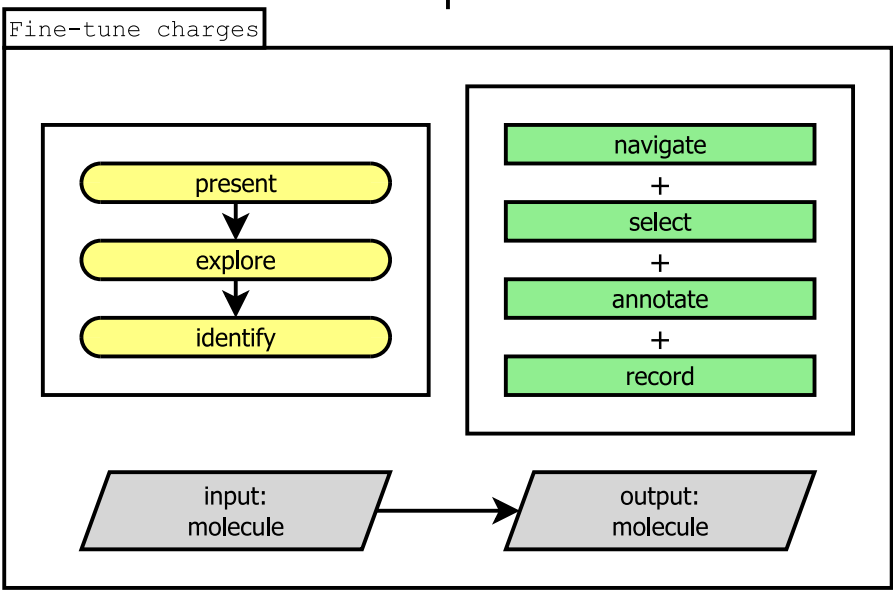 Fine-tune charges
present
explore
identify
navigate
+
select
+
annotate
+
record
input:
molecule
output:
molecule